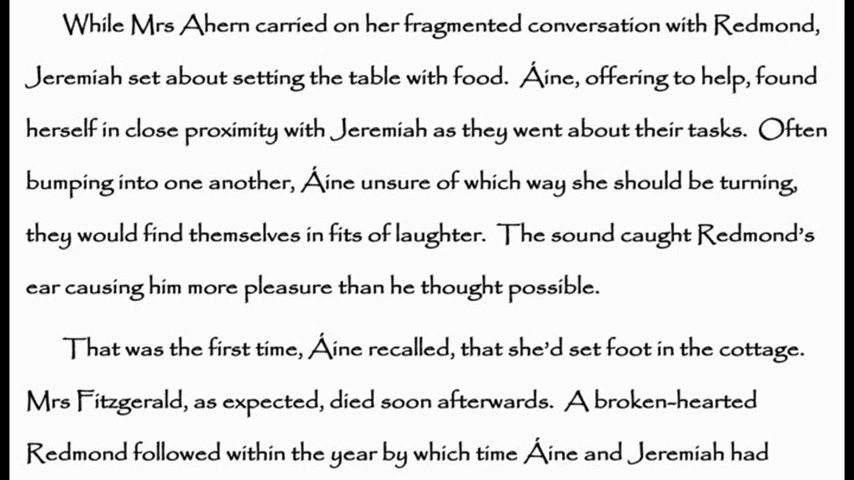 While Mrs Ahern carried on her fragmented conversation with Redmond,
Jeremiah set about setting the table with food. Áine, offering to help, found
herself in close proximity with Jeremiah as they went about their tasks. Often
bumping into one another, Áine unsure of which way she should be turning,
they would find themselves in fits of laughter. The sound caught Redmond's
ear causing him more pleasure than he thought possible.
That was the first time, Áine recalled, that she'd set foot in the cottage.
Mrs Fitzgerald, as expected, died soon afterwards. A broken-hearted
Redmond followed within the year by which time Áine and Jeremiah had